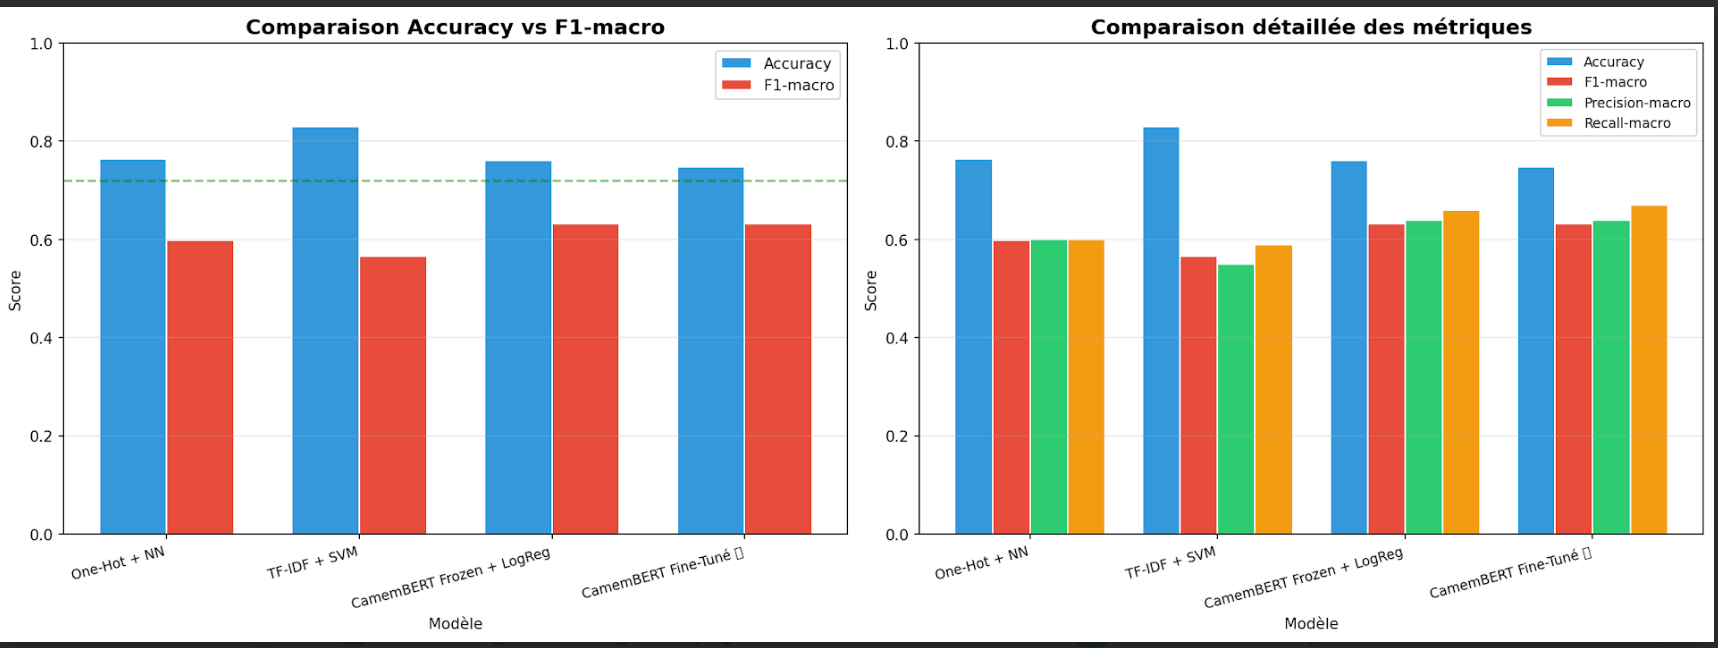 Comparaison Accuracy vs F1-macro
1.0
0.8
0.6
0.4
0.2
0.0
Score
Accuracy
F1-macro
One-Hot + NN
TF-IDF + SVM
CamemBERT Frozen + LogReg
CamemBERT Fine-Tuné
Modèle
Comparaison détaillée des métriques
1.0
0.8
0.6
0.4
0.2
0.0
Score
Accuracy
F1-macro
Precision-macro
Recall-macro
One-Hot + NN
TF-IDF + SVM
CamemBERT Frozen + LogReg
CamemBERT Fine-Tuné
Modèle